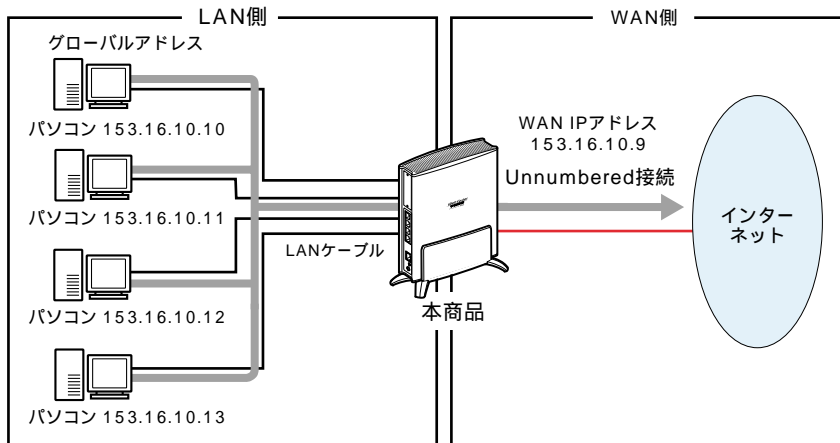 LAN側
WAN側
グローバルアドレス
パソコン 153.16.10.10
パソコン 153.16.10.11
パソコン 153.16.10.12
パソコン 153.16.10.13
LANケーブル
本商品
WAN IPアドレス
153.16.10.9
Unnumbered接続
インター
ネット